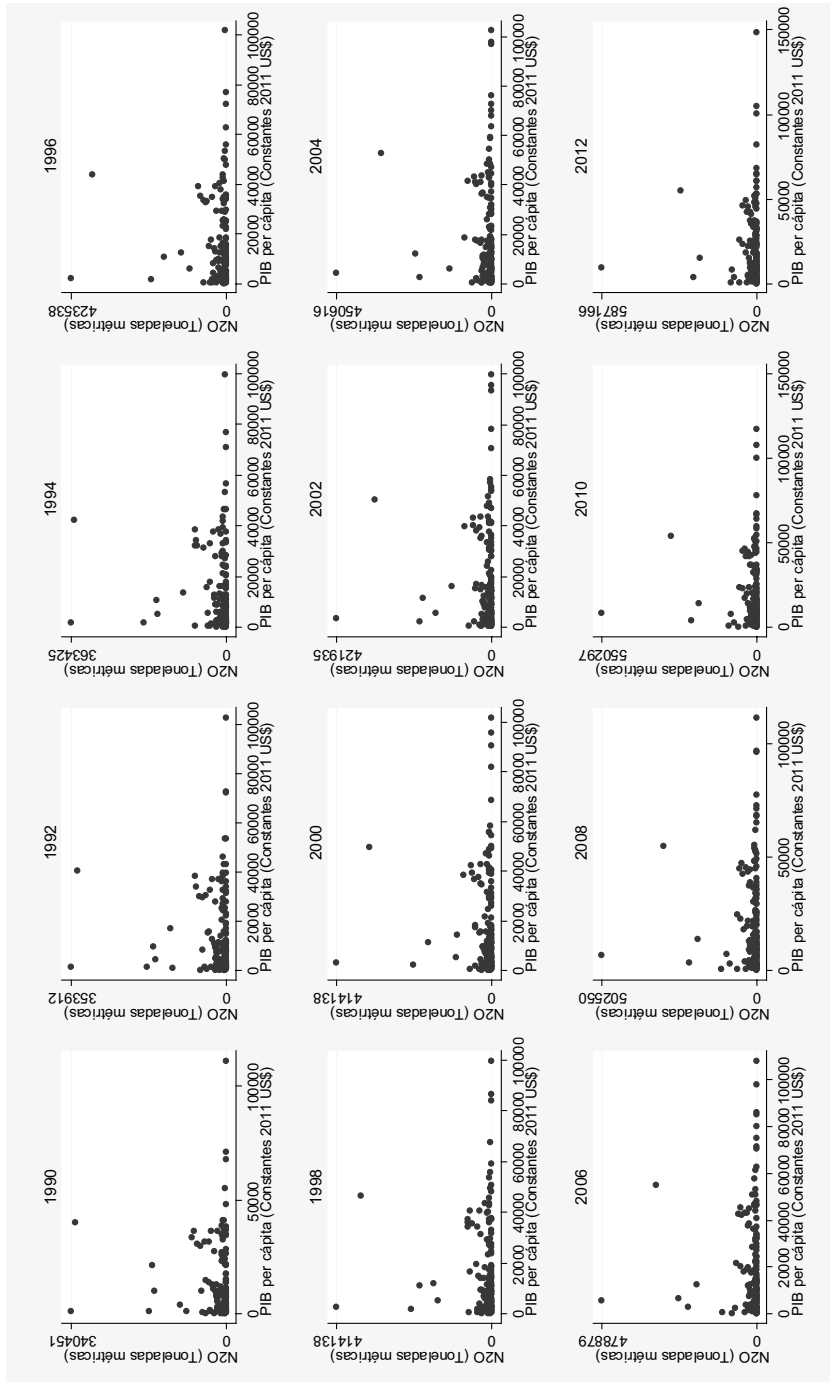 1990
N2O (Toneladas métricas)
340451
0
0 50000 100000
PIB per cápita (Constantes 2011 US$)
1992
N2O (Toneladas métricas)
353912
0
0 20000 40000 60000 80000 100000
PIB per cápita (Constantes 2011 US$)
1994
N2O (Toneladas métricas)
363425
0
0 20000 40000 60000 80000 100000
PIB per cápita (Constantes 2011 US$)
1996
N2O (Toneladas métricas)
423538
0
0 20000 40000 60000 80000 100000
PIB per cápita (Constantes 2011 US$)
1998
N2O (Toneladas métricas)
414138
0
0 20000 40000 60000 80000 100000
PIB per cápita (Constantes 2011 US$)
2000
N2O (Toneladas métricas)
414138
0
0 20000 40000 60000 80000 100000
PIB per cápita (Constantes 2011 US$)
2002
N2O (Toneladas métricas)
421935
0
0 20000 40000 60000 80000 100000
PIB per cápita (Constantes 2011 US$)
2004
N2O (Toneladas métricas)
450616
0
0 20000 40000 60000 80000 100000
PIB per cápita (Constantes 2011 US$)
2006
N2O (Toneladas métricas)
478879
0
0 20000 40000 60000 80000 100000
PIB per cápita (Constantes 2011 US$)
2008
N2O (Toneladas métricas)
502550
0
0 50000 100000
PIB per cápita (Constantes 2011 US$)
2010
N2O (Toneladas métricas)
550297
0
0 50000 100000 150000
PIB per cápita (Constantes 2011 US$)
2012
N2O (Toneladas métricas)
587166
0
0 50000 100000 150000
PIB per cápita (Constantes 2011 US$)